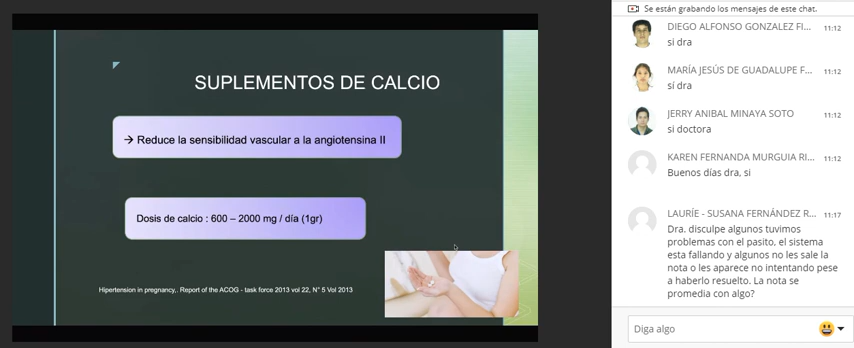 SUPLEMENTOS DE CALCIO
→ Reduce la sensibilidad vascular a la angiotensina II
Dosis de calcio : 600 – 2000 mg / día (1gr)
Hipertension in pregnancy,. Report of the ACOG - task force 2013 vol 22, N° 5 Vol 2013
Se están grabando los mensajes de este chat.
DIEGO ALFONSO GONZALEZ FI... 11:12
si dra
MARÍA JESÚS DE GUADALUPE F... 11:12
sí dra
JERRY ANIBAL MINAYA SOTO 11:12
si doctora
KAREN FERNANDA MURGUIA RI... 11:12
Buenos días dra, si
LAURÍE - SUSANA FERNÁNDEZ R... 11:17
Dra. disculpe algunos tuvimos
problemas con el pasito, el sistema
esta fallando y algunos no les sale la
nota o les aparece no intentando pese
a haberlo resuelto. La nota se
promedia con algo?
Diga algo